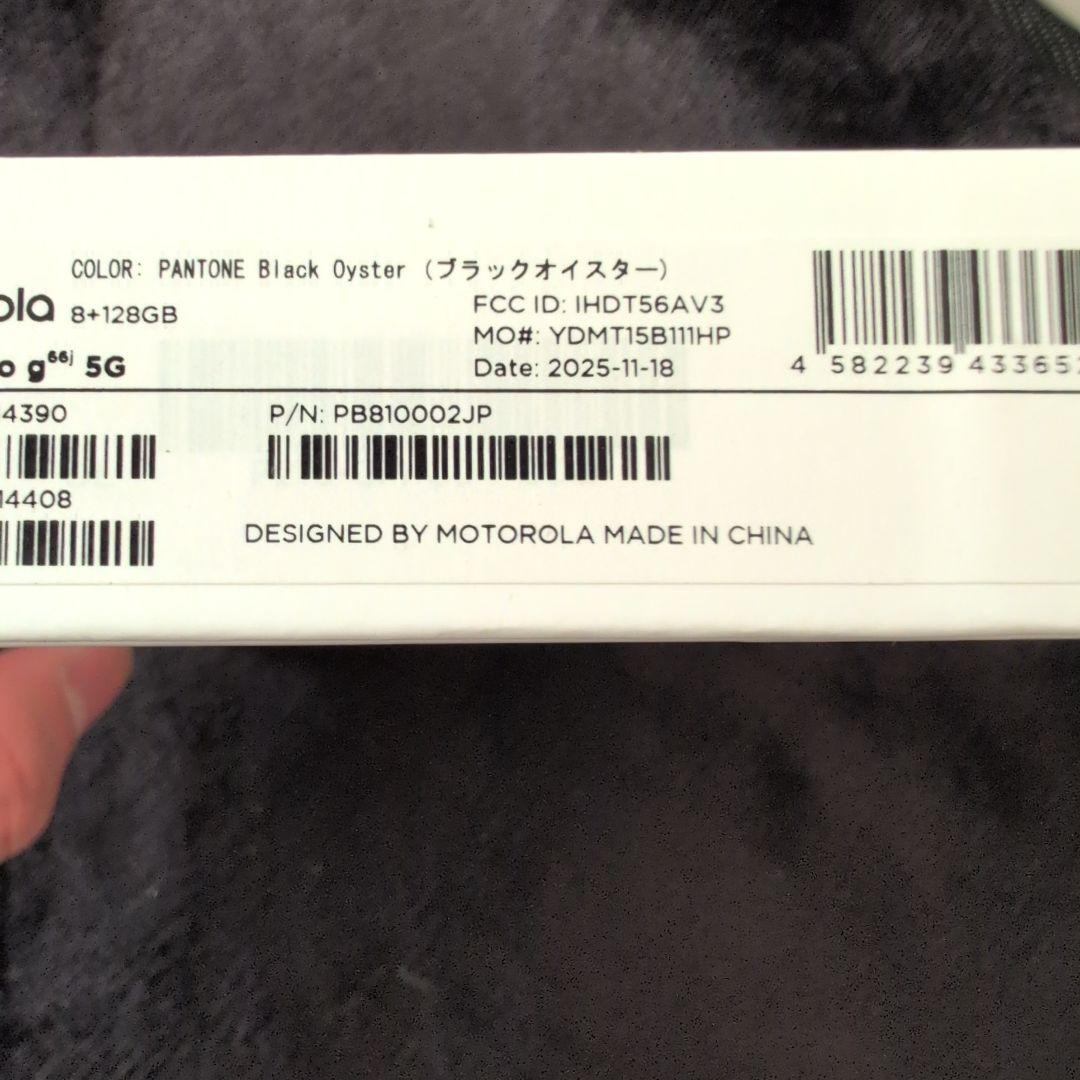 COLOR: PANTONE Black Oyster (ブラックオイスター)
ola 8+128GB
FCC ID: IHDT56AV3
MO#: YDMT15B111HP
o g66j 5G
Date: 2025-11-18
4 582239 43365
4390
P/N: PB810002JP
14408
DESIGNED BY MOTOROLA MADE IN CHINA